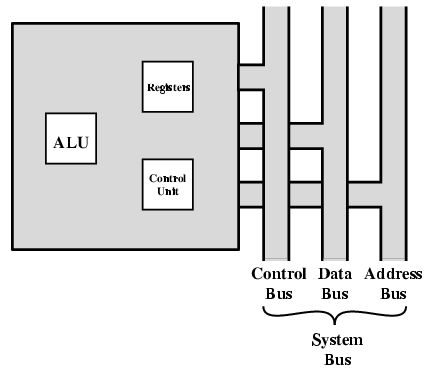 Registers
ALU
Control
Unit
Control Data Address
Bus Bus Bus
System
Bus